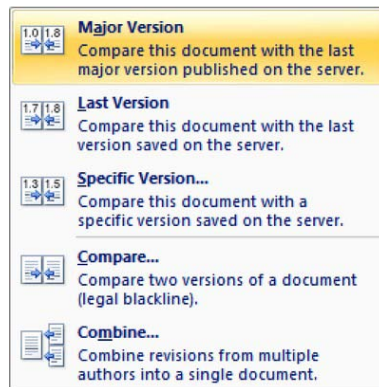 1.0 1.8
Major Version
Compare this document with the last
major version published on the server.
1.7 1.8
Last Version
Compare this document with the last
version saved on the server.
1.3 1.5
Specific Version...
Compare this document with a
specific version saved on the server.
Compare...
Compare two versions of a document
(legal blackline).
Combine...
Combine revisions from multiple
authors into a single document.